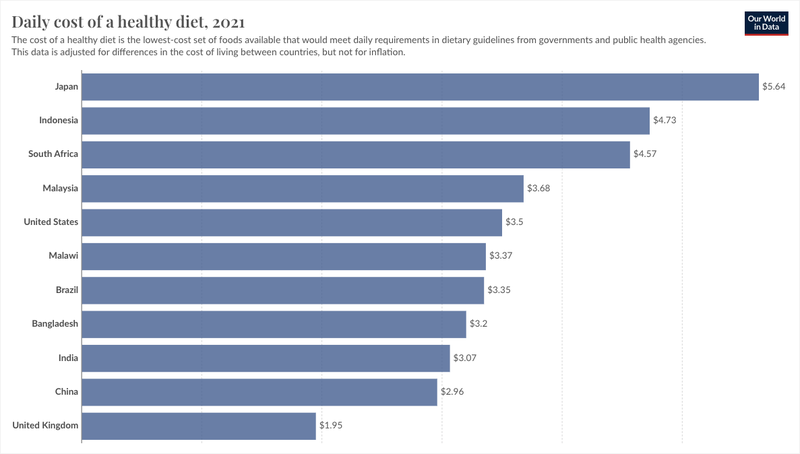 Daily cost of a healthy diet, 2021
Our World
in Data
The cost of a healthy diet is the lowest-cost set of foods available that would meet daily requirements in dietary guidelines from governments and public health agencies.
This data is adjusted for differences in the cost of living between countries, but not for inflation.
Japan $5.64
Indonesia $4.73
South Africa $4.57
Malaysia $3.68
United States $3.5
Malawi $3.37
Brazil $3.35
Bangladesh $3.2
India $3.07
China $2.96
United Kingdom $1.95